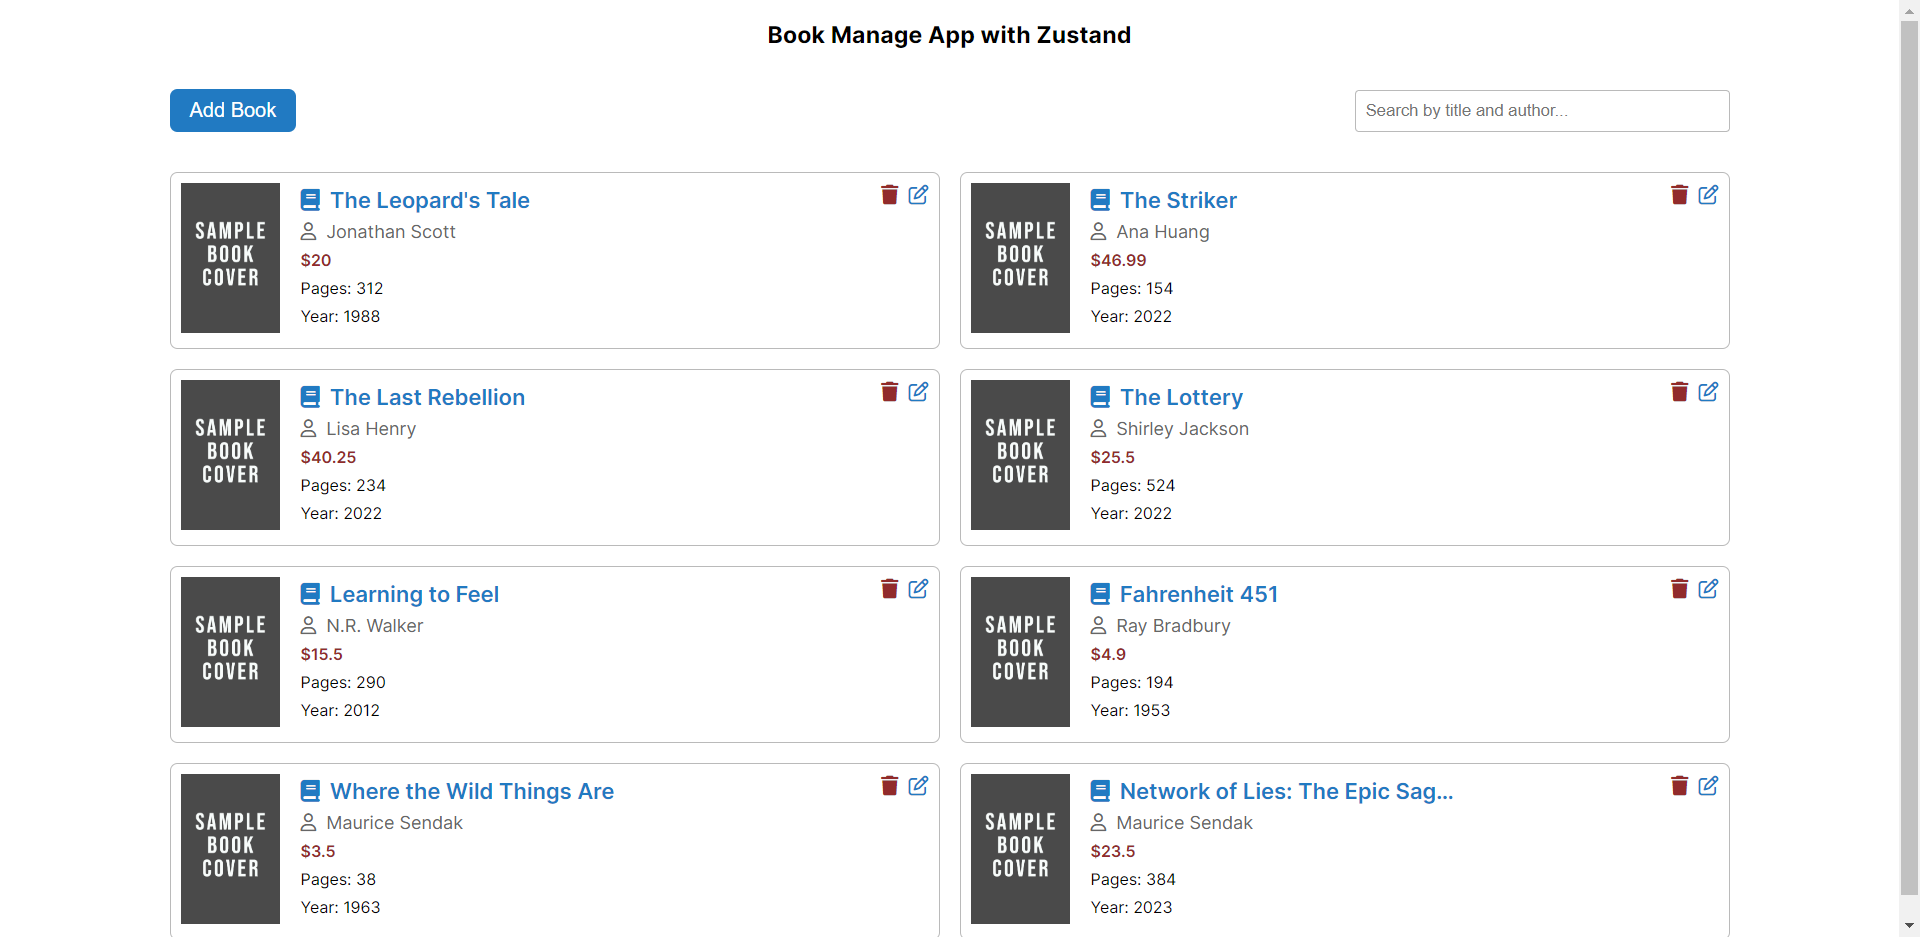 Book Manage App with Zustand
Add Book
Search by title and author...
SAMPLE
BOOK
COVER
The Leopard's Tale
Jonathan Scott
$20
Pages: 312
Year: 1988
SAMPLE
BOOK
COVER
The Striker
Ana Huang
$46.99
Pages: 154
Year: 2022
SAMPLE
BOOK
COVER
The Last Rebellion
Lisa Henry
$40.25
Pages: 234
Year: 2022
SAMPLE
BOOK
COVER
The Lottery
Shirley Jackson
$25.5
Pages: 524
Year: 2022
SAMPLE
BOOK
COVER
Learning to Feel
N.R. Walker
$15.5
Pages: 290
Year: 2012
SAMPLE
BOOK
COVER
Fahrenheit 451
Ray Bradbury
$4.9
Pages: 194
Year: 1953
SAMPLE
BOOK
COVER
Where the Wild Things Are
Maurice Sendak
$3.5
Pages: 38
Year: 1963
SAMPLE
BOOK
COVER
Network of Lies: The Epic Sag...
Maurice Sendak
$23.5
Pages: 384
Year: 2023